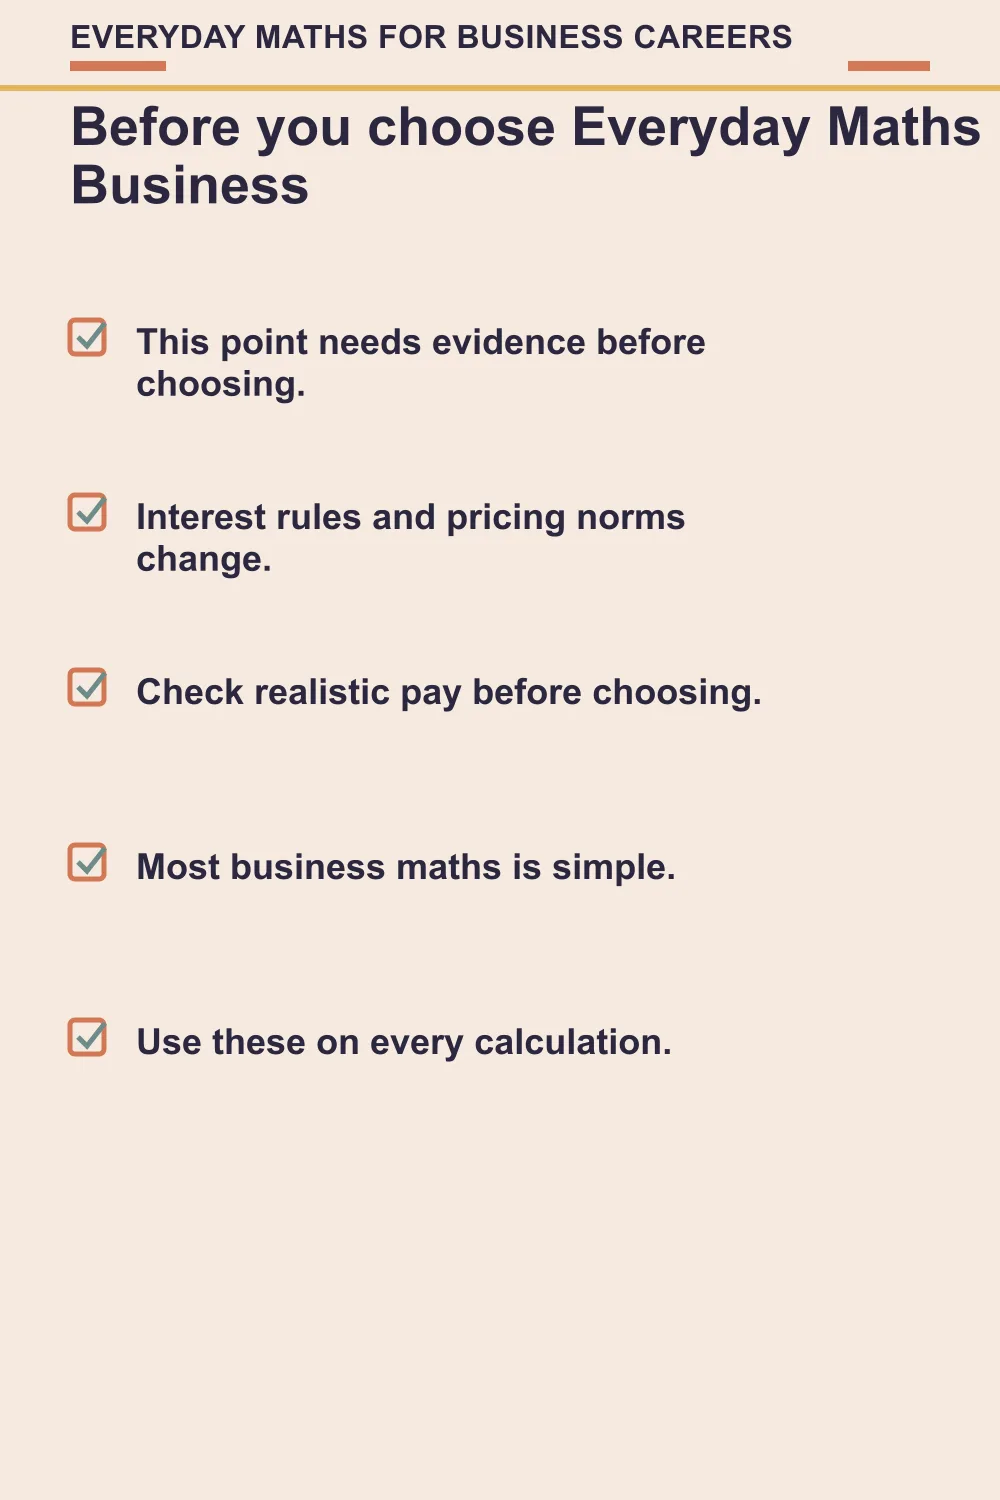 EVERYDAY MATHS FOR BUSINESS CAREERS
Before you choose Everyday Maths
Business
This point needs evidence before
choosing.
Interest rules and pricing norms
change.
Check realistic pay before choosing.
Most business maths is simple.
Use these on every calculation.